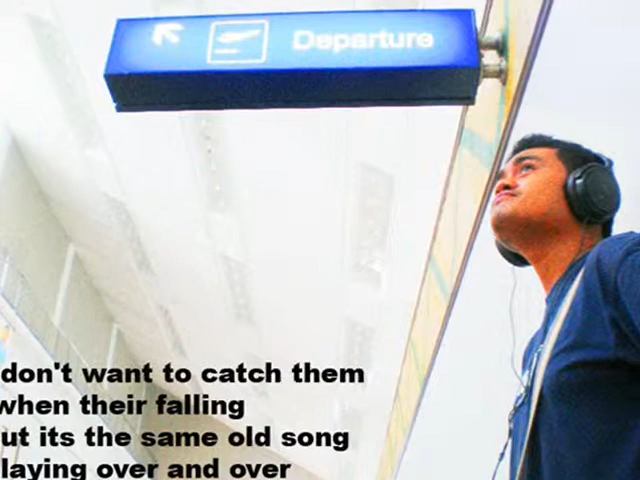 Departure
don't want to catch them
when their falling
ut its the same old song
laying over and over